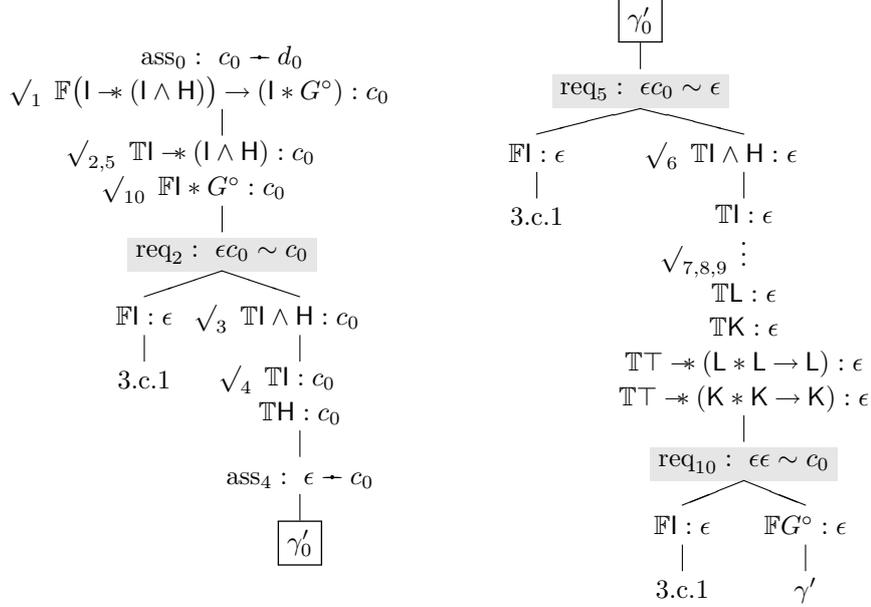 ass₀ : c₀ ⟜ d₀
√₁ 𝔽(I −∗ (I ∧ H)) → (I ∗ G°) : c₀
√₂,₅ 𝕋I −∗ (I ∧ H) : c₀
√₁₀ 𝔽I ∗ G° : c₀
req₂ : ϵc₀ ∼ c₀
𝔽I : ϵ √₃ 𝕋I ∧ H : c₀
3.c.1 √₄ 𝕋I : c₀
𝕋H : c₀
ass₄ : ϵ ⟜ c₀
γ′₀
γ′₀
req₅ : ϵc₀ ∼ ϵ
𝔽I : ϵ √₆ 𝕋I ∧ H : ϵ
3.c.1 𝕋I : ϵ
√₇,₈,₉ ⋮
𝕋L : ϵ
𝕋K : ϵ
𝕋⊤ −∗ (L ∗ L → L) : ϵ
𝕋⊤ −∗ (K ∗ K → K) : ϵ
req₁₀ : ϵϵ ∼ c₀
𝔽I : ϵ 𝔽G° : ϵ
3.c.1 γ′